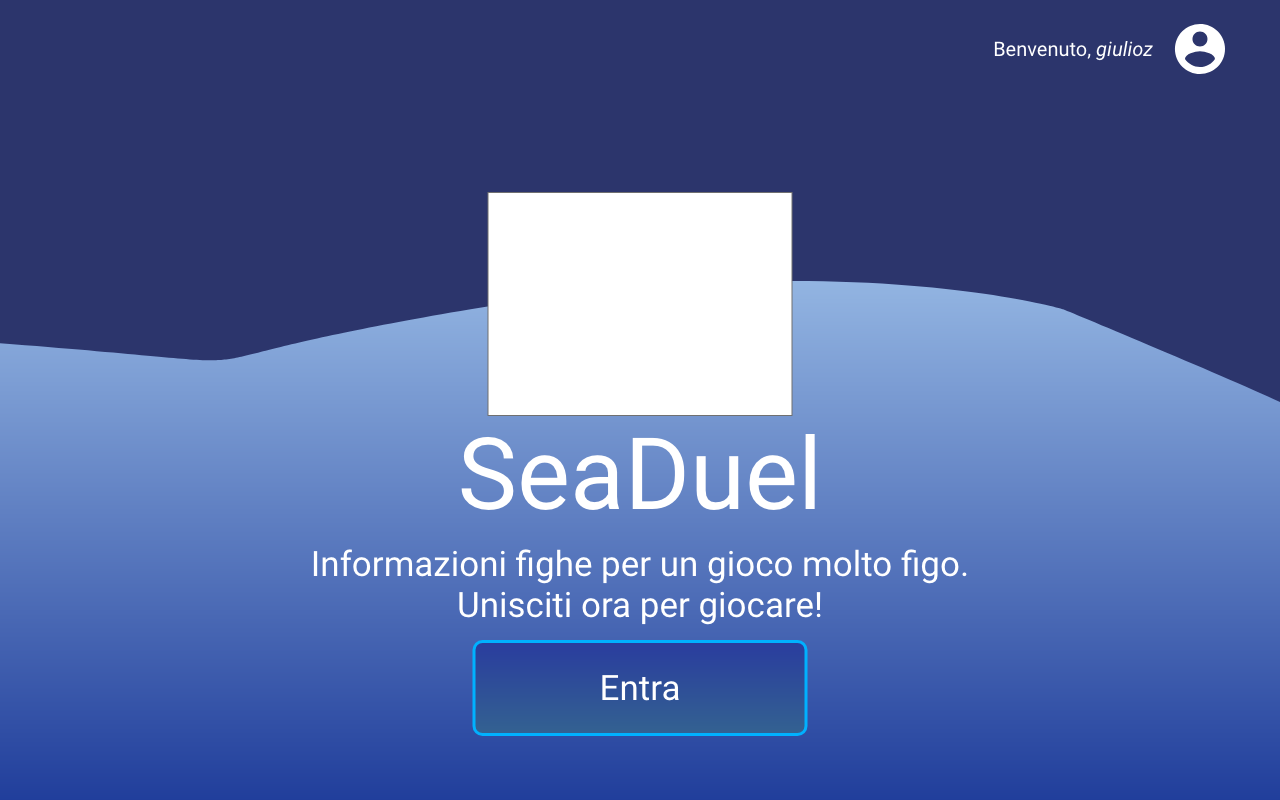 Benvenuto, giulioz
SeaDuel
Informazioni fighe per un gioco molto figo.
Unisciti ora per giocare!
Entra